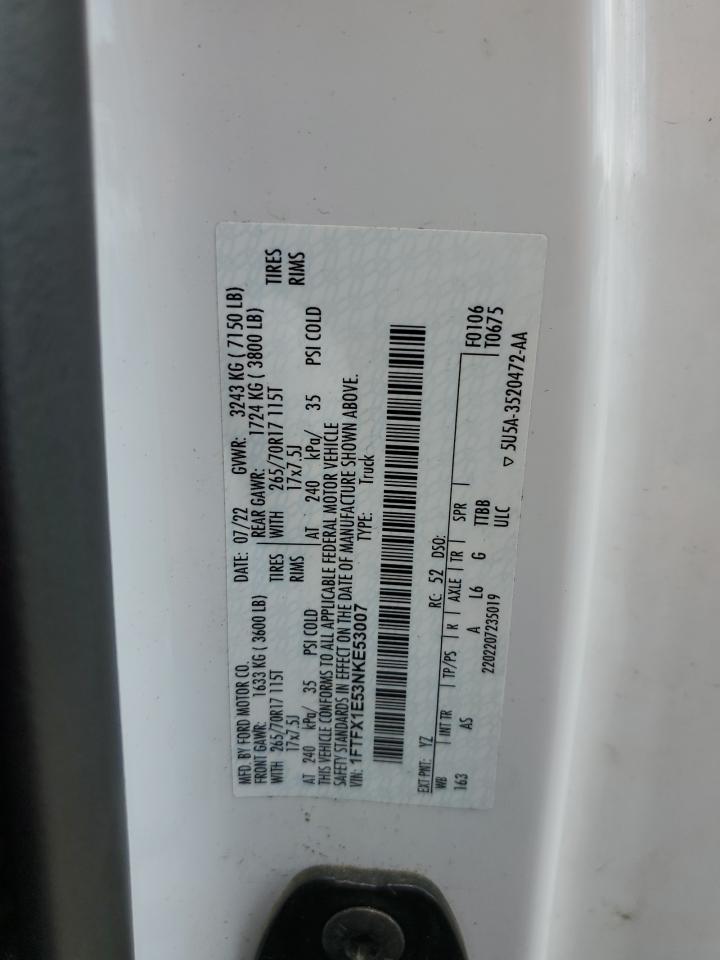 MFD. BY FORD MOTOR CO. DATE: 07/22 GVWR: 3243 KG ( 7150 LB)
FRONT GAWR: 1633 KG (3600 LB) REAR GAWR: 1724 KG ( 3800 LB)
WITH 265/70R17 115T TIRES WITH 265/70R17 115T TIRES
17x7.5J RIMS 17x7.5J RIMS
AT 240 kPa/ 35 PSI COLD AT 240 kPa/ 35 PSI COLD
THIS VEHICLE CONFORMS TO ALL APPLICABLE FEDERAL MOTOR VEHICLE
SAFETY STANDARDS IN EFFECT ON THE DATE OF MANUFACTURE SHOWN ABOVE.
VIN: 1FTFX1E53NKE53007 TYPE: Truck
EXT PNT: YZ RC: 52 DSO:
WB INT TR TP/PS R AXLE TR SPR F0106
163 AS A L6 G TTBB T0675
2202207235019 ULC ▽ 5U5A-3520472-AA